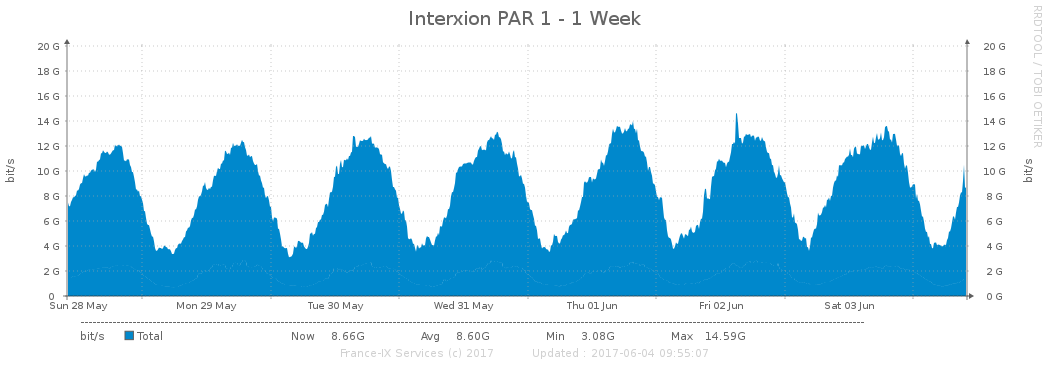 Interxion PAR 1 - 1 Week
RRDTOOL / TOBI OETIKER
bit/s
20 G 20 G
18 G 18 G
16 G 16 G
14 G 14 G
12 G 12 G
10 G 10 G
8 G 8 G
6 G 6 G
4 G 4 G
2 G 2 G
0 0 G
bit/s
Sun 28 May Mon 29 May Tue 30 May Wed 31 May Thu 01 Jun Fri 02 Jun Sat 03 Jun
bit/s Total Now 8.66G Avg 8.60G Min 3.08G Max 14.59G
France-IX Services (c) 2017 Updated : 2017-06-04 09:55:07